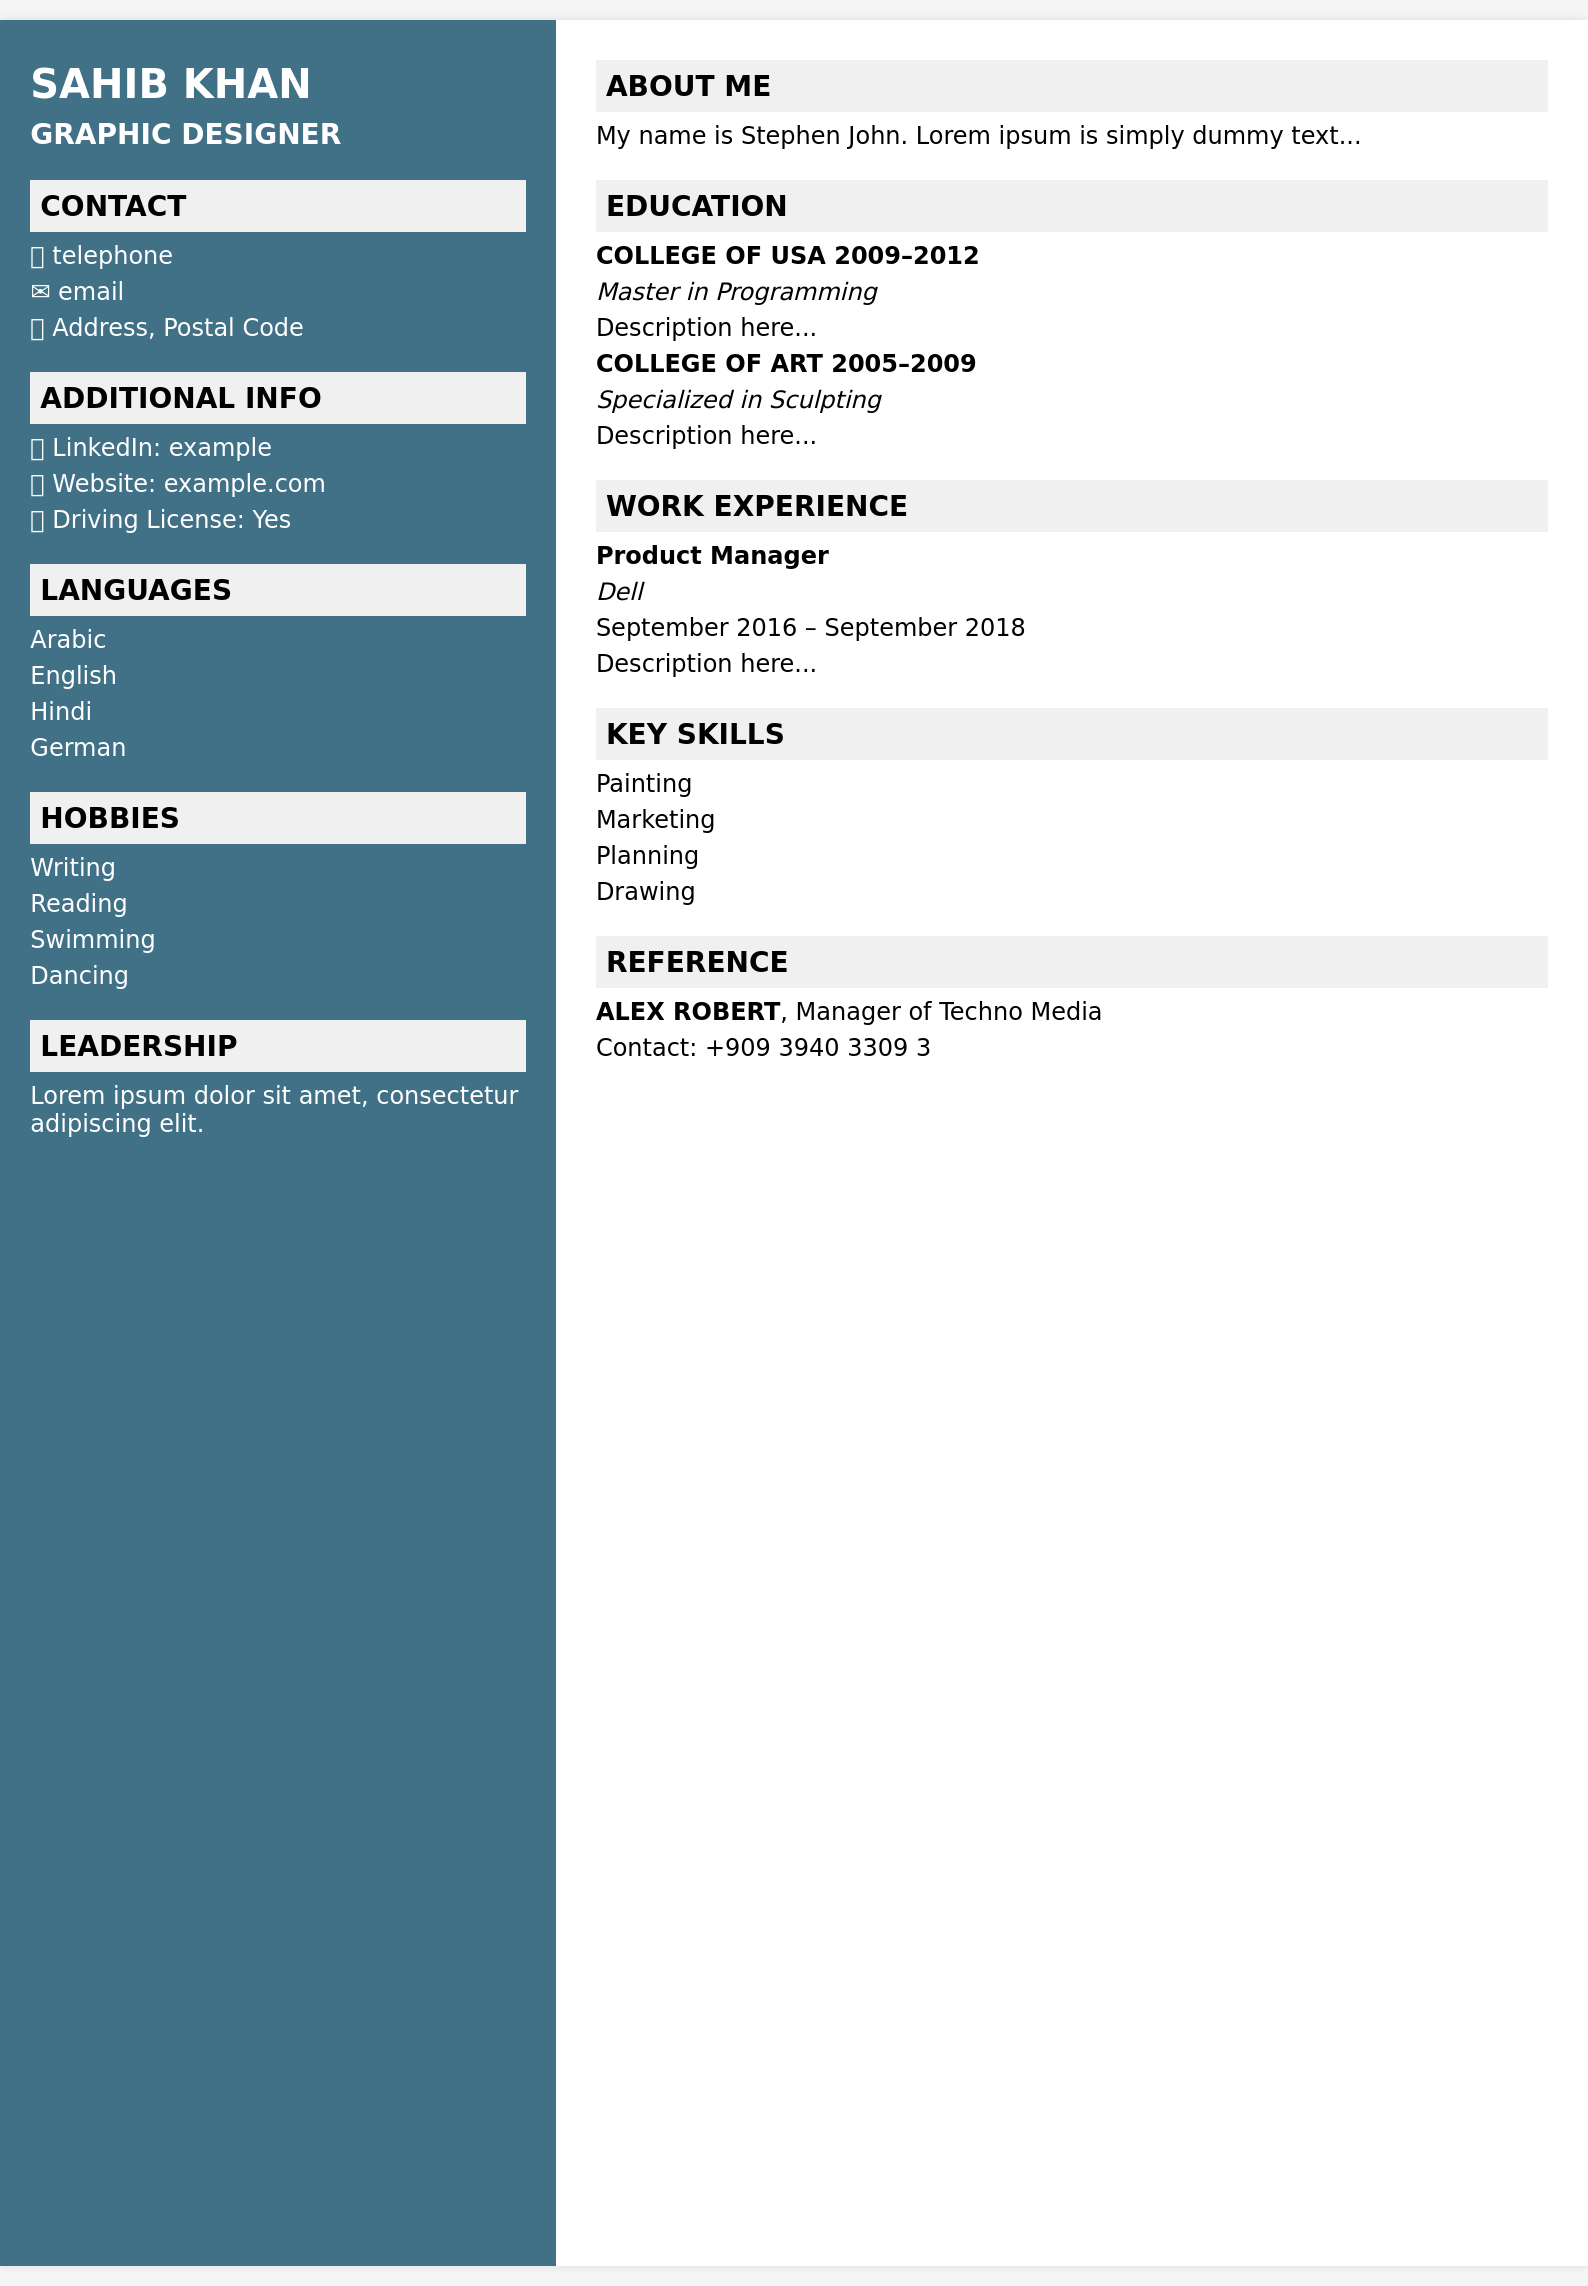 SAHIB KHAN
GRAPHIC DESIGNER
CONTACT
telephone
✉ email
Address, Postal Code
ADDITIONAL INFO
LinkedIn: example
Website: example.com
Driving License: Yes
LANGUAGES
Arabic
English
Hindi
German
HOBBIES
Writing
Reading
Swimming
Dancing
LEADERSHIP
Lorem ipsum dolor sit amet, consectetur
adipiscing elit.
ABOUT ME
My name is Stephen John. Lorem ipsum is simply dummy text...
EDUCATION
COLLEGE OF USA 2009–2012
Master in Programming
Description here...
COLLEGE OF ART 2005–2009
Specialized in Sculpting
Description here...
WORK EXPERIENCE
Product Manager
Dell
September 2016 – September 2018
Description here...
KEY SKILLS
Painting
Marketing
Planning
Drawing
REFERENCE
ALEX ROBERT, Manager of Techno Media
Contact: +909 3940 3309 3